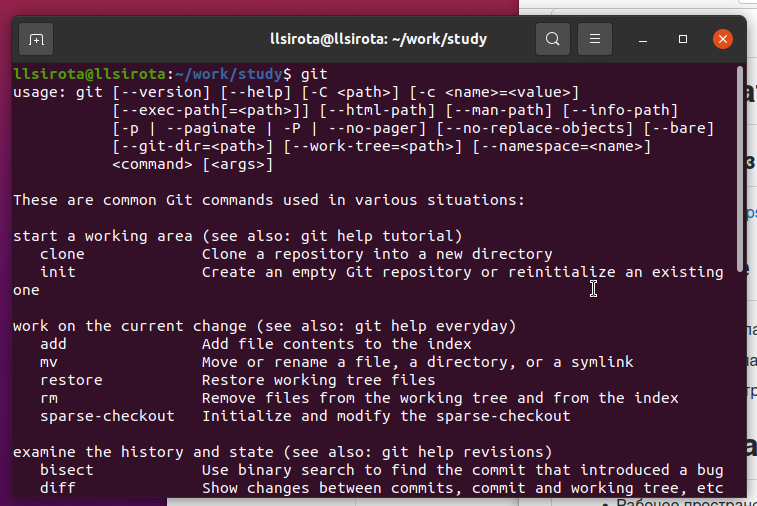 llsirota@llsirota: ~/work/study
llsirota@llsirota:~/work/study$ git
usage: git [--version] [--help] [-C <path>] [-c <name>=<value>]
           [--exec-path[=<path>]] [--html-path] [--man-path] [--info-path]
           [-p | --paginate | -P | --no-pager] [--no-replace-objects] [--bare]
           [--git-dir=<path>] [--work-tree=<path>] [--namespace=<name>]
           <command> [<args>]

These are common Git commands used in various situations:

start a working area (see also: git help tutorial)
   clone             Clone a repository into a new directory
   init              Create an empty Git repository or reinitialize an existing
one

work on the current change (see also: git help everyday)
   add               Add file contents to the index
   mv                Move or rename a file, a directory, or a symlink
   restore           Restore working tree files
   rm                Remove files from the working tree and from the index
   sparse-checkout   Initialize and modify the sparse-checkout

examine the history and state (see also: git help revisions)
   bisect            Use binary search to find the commit that introduced a bug
   diff              Show changes between commits, commit and working tree, etc